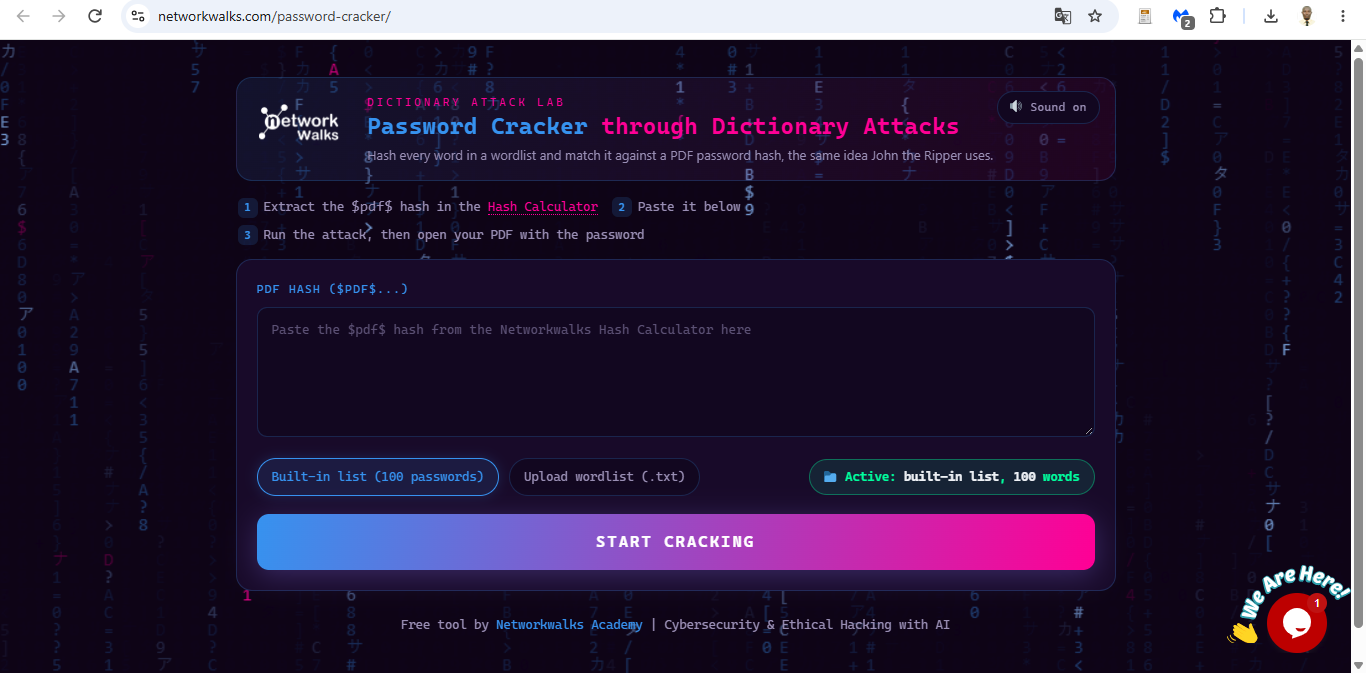 networkwalks.com/password-cracker/
2
DICTIONARY ATTACK LAB
Sound on
network
Walks
Password Cracker through Dictionary Attacks
Hash every word in a wordlist and match it against a PDF password hash, the same idea John the Ripper uses.
1 Extract the $pdf$ hash in the Hash Calculator 2 Paste it below
3 Run the attack, then open your PDF with the password
PDF HASH ($PDF$...)
Paste the $pdf$ hash from the Networkwalks Hash Calculator here
Built-in list (100 passwords) Upload wordlist (.txt) Active: built-in list, 100 words
START CRACKING
We Are Here!
1
Free tool by Networkwalks Academy | Cybersecurity & Ethical Hacking with AI